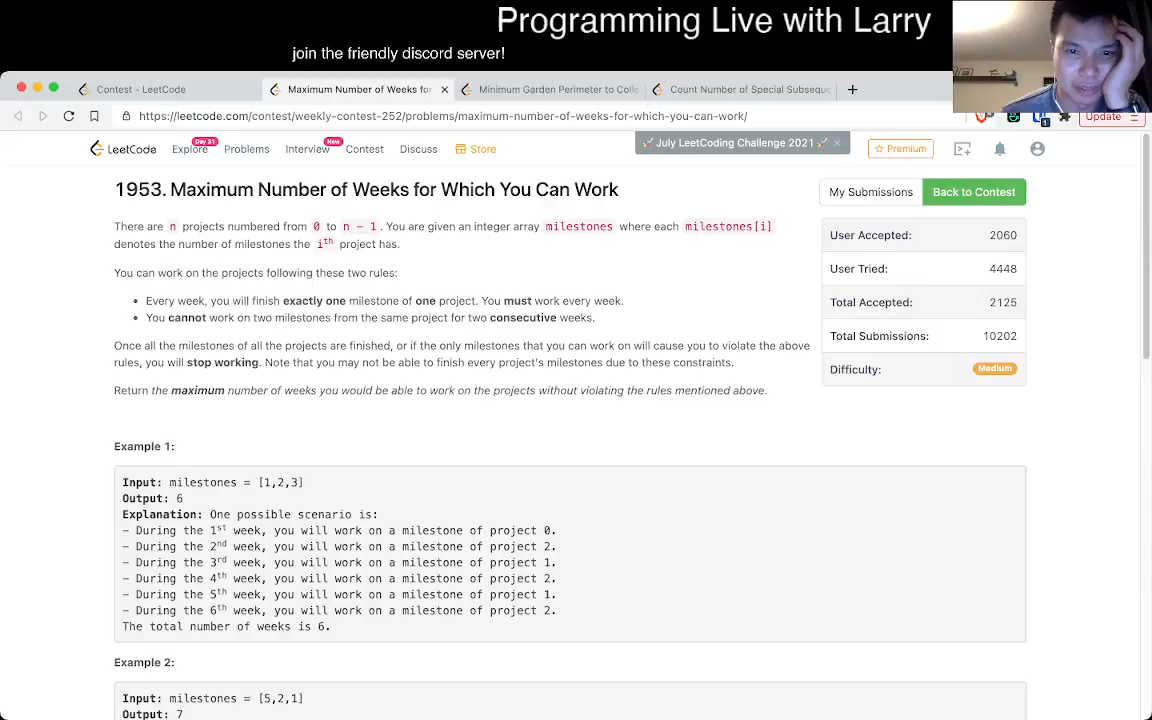 Programming Live with Larry
join the friendly discord server!
Contest - LeetCode
Maximum Number of Weeks for
Minimum Garden Perimeter to Colle
Count Number of Special Subseque
https://leetcode.com/contest/weekly-contest-252/problems/maximum-number-of-weeks-for-which-you-can-work/
Update
LeetCode
Explore
Day 31
Problems
Interview
New
Contest
Discuss
Store
🚀 July LeetCoding Challenge 2021 🚀 ×
Premium
1953. Maximum Number of Weeks for Which You Can Work
My Submissions
Back to Contest
There are n projects numbered from 0 to n - 1. You are given an integer array milestones where each milestones[i]
denotes the number of milestones the ith project has.
You can work on the projects following these two rules:
• Every week, you will finish exactly one milestone of one project. You must work every week.
• You cannot work on two milestones from the same project for two consecutive weeks.
Once all the milestones of all the projects are finished, or if the only milestones that you can work on will cause you to violate the above
rules, you will stop working. Note that you may not be able to finish every project's milestones due to these constraints.
Return the maximum number of weeks you would be able to work on the projects without violating the rules mentioned above.
User Accepted: 2060
User Tried: 4448
Total Accepted: 2125
Total Submissions: 10202
Difficulty: Medium
Example 1:
Input: milestones = [1,2,3]
Output: 6
Explanation: One possible scenario is:
- During the 1st week, you will work on a milestone of project 0.
- During the 2nd week, you will work on a milestone of project 2.
- During the 3rd week, you will work on a milestone of project 1.
- During the 4th week, you will work on a milestone of project 2.
- During the 5th week, you will work on a milestone of project 1.
- During the 6th week, you will work on a milestone of project 2.
The total number of weeks is 6.
Example 2:
Input: milestones = [5,2,1]
Output: 7